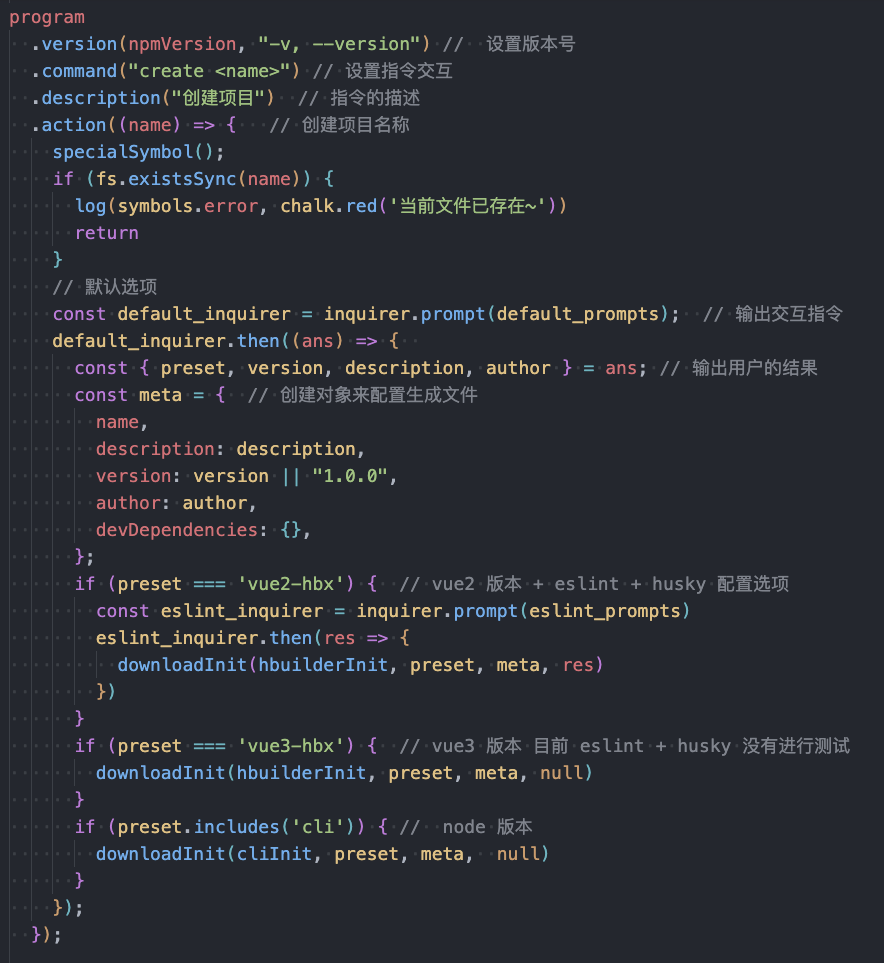 program
  .version(npmVersion, "-v, --version") //  设置版本号
  .command("create <name>") // 设置指令交互
  .description("创建项目")  // 指令的描述
  .action((name) => {   // 创建项目名称
    specialSymbol();
    if (fs.existsSync(name)) {
      log(symbols.error, chalk.red('当前文件已存在~'))
      return
    }
    // 默认选项
    const default_inquirer = inquirer.prompt(default_prompts);  // 输出交互指令
    default_inquirer.then((ans) => {
      const { preset, version, description, author } = ans; // 输出用户的结果
      const meta = {  // 创建对象来配置生成文件
        name,
        description: description,
        version: version || "1.0.0",
        author: author,
        devDependencies: {},
      };
      if (preset === 'vue2-hbx') {  // vue2 版本 + eslint + husky 配置选项
        const eslint_inquirer = inquirer.prompt(eslint_prompts)
        eslint_inquirer.then(res => {
          downloadInit(hbuilderInit, preset, meta, res)
        })
      }
      if (preset === 'vue3-hbx') {  // vue3 版本 目前 eslint + husky 没有进行测试
        downloadInit(hbuilderInit, preset, meta, null)
      }
      if (preset.includes('cli')) { //  node 版本
        downloadInit(cliInit, preset, meta,  null)
      }
    });
  });